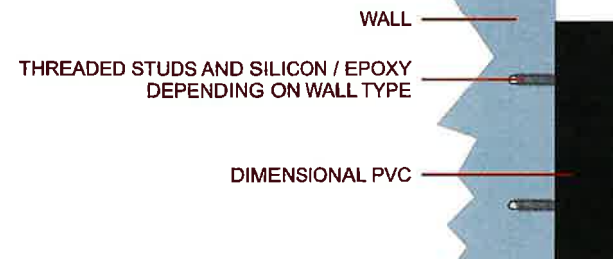 WALL
THREADED STUDS AND SILICON / EPOXY
DEPENDING ON WALL TYPE
DIMENSIONAL PVC